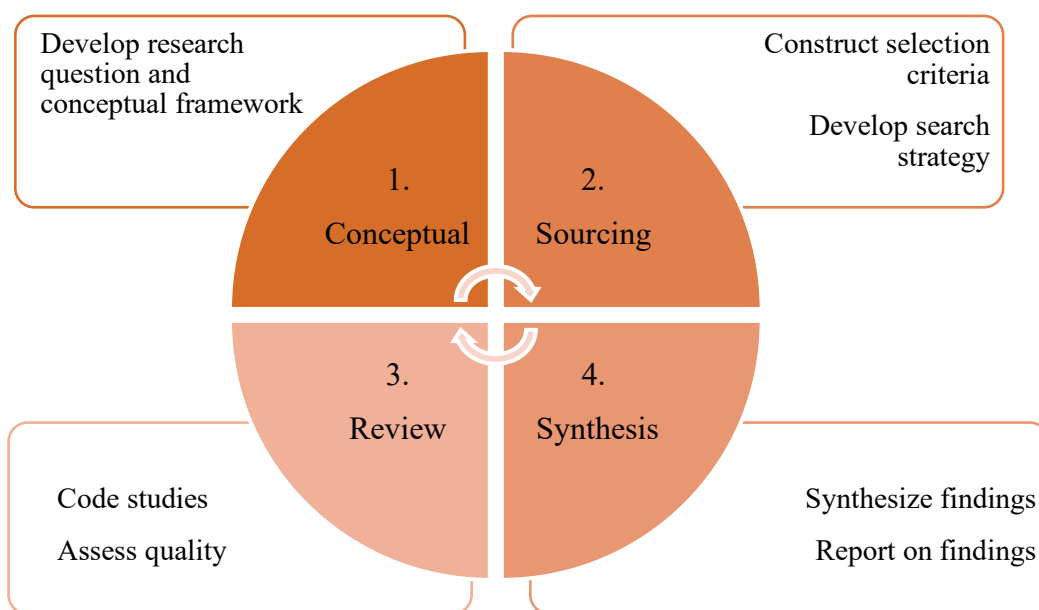 Develop research
question and
conceptual framework
Construct selection
criteria
Develop search
strategy
1.
Conceptual
2.
Sourcing
3.
Review
4.
Synthesis
Code studies
Assess quality
Synthesize findings
Report on findings